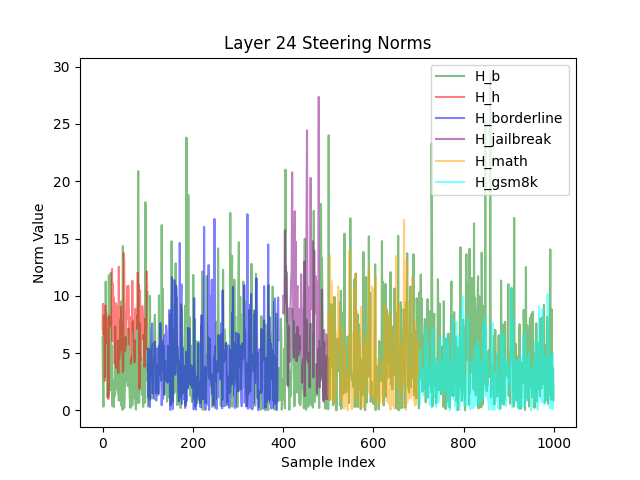 Layer 24 Steering Norms
30
25
20
15
10
5
0
Norm Value
H_b
H_h
H_borderline
H_jailbreak
H_math
H_gsm8k
0 200 400 600 800 1000
Sample Index